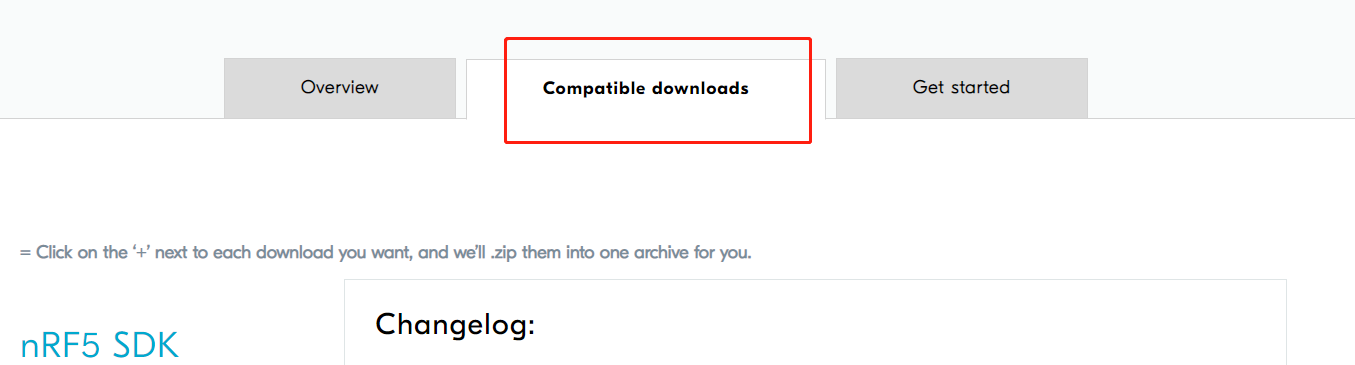 Overview
Compatible downloads
Get started
= Click on the ‘+’ next to each download you want, and we’ll .zip them into one archive for you.
nRF5 SDK
Changelog: